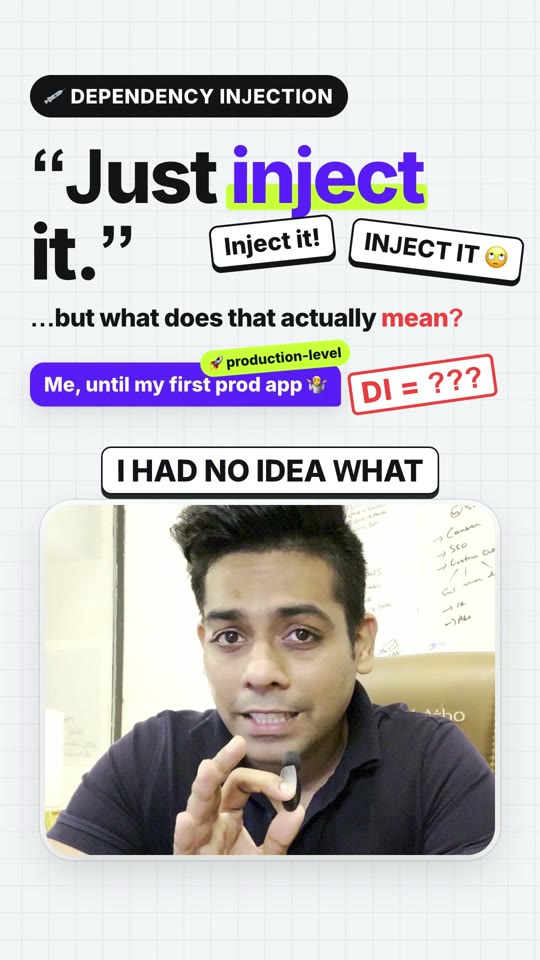 💉 DEPENDENCY INJECTION
“Just inject
it.”
Inject it!
INJECT IT 🙄
...but what does that actually mean?
🚀 production-level
Me, until my first prod app 🤷‍♂️
DI = ???
I HAD NO IDEA WHAT
→ SEO